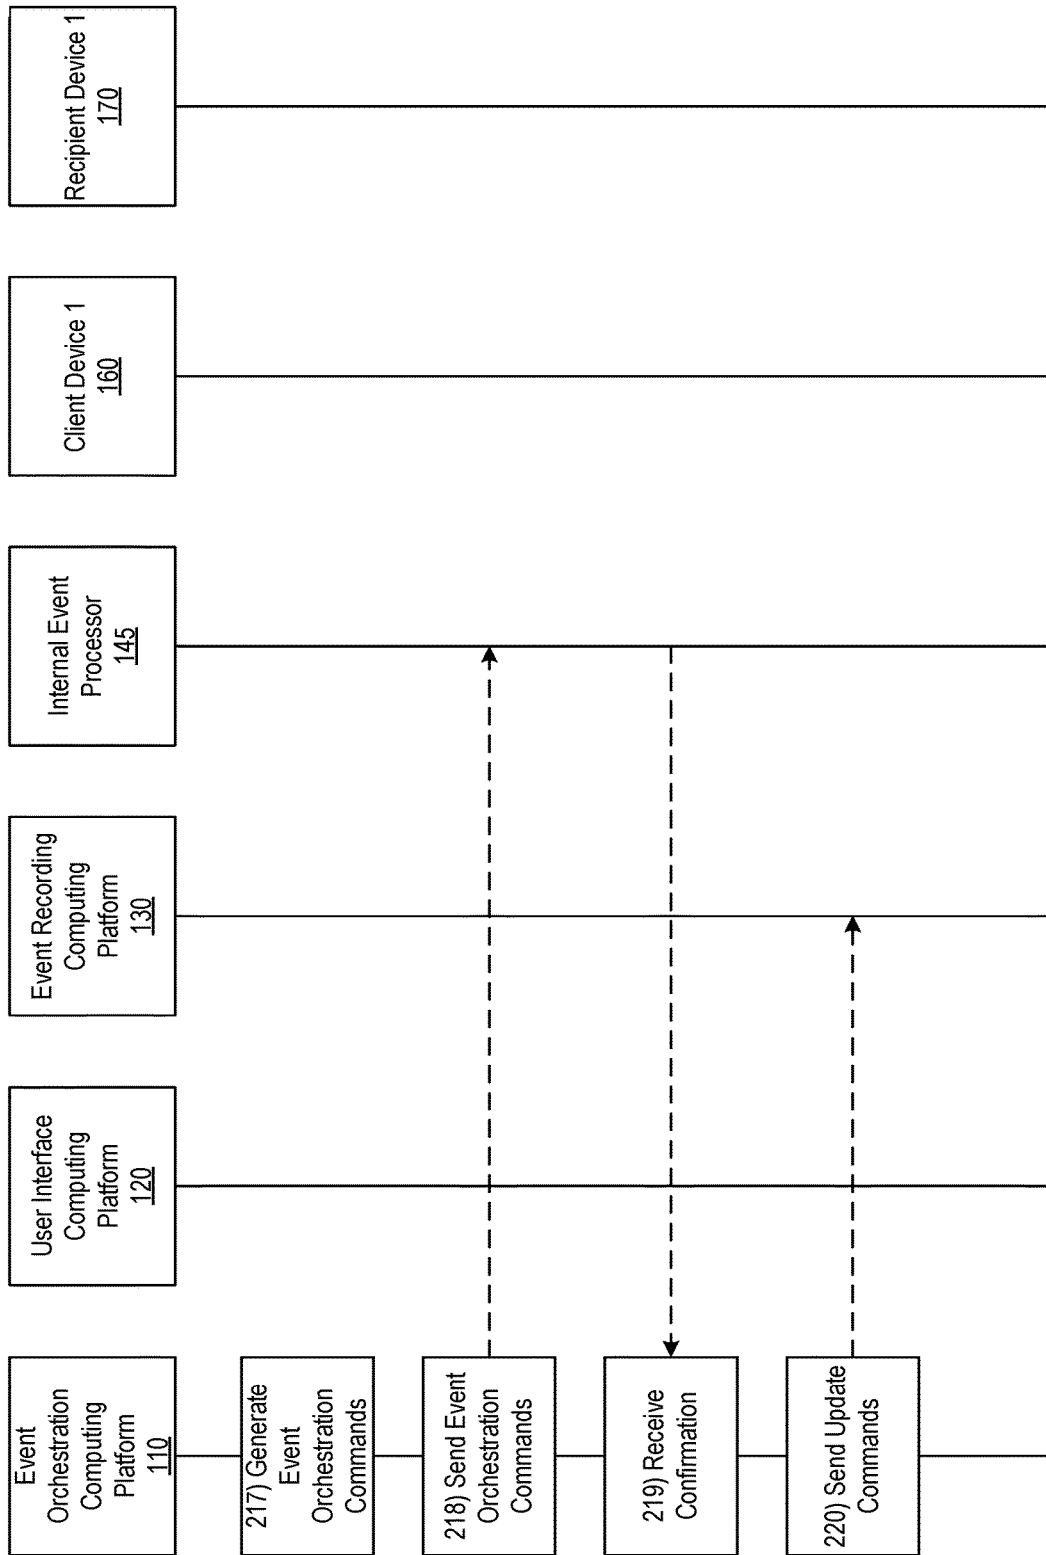 Event
Orchestration
Computing
Platform
110
User Interface
Computing
Platform
120
Event Recording
Computing
Platform
130
Internal Event
Processor
145
Client Device 1
160
Recipient Device 1
170
217) Generate
Event
Orchestration
Commands
218) Send Event
Orchestration
Commands
219) Receive
Confirmation
220) Send Update
Commands